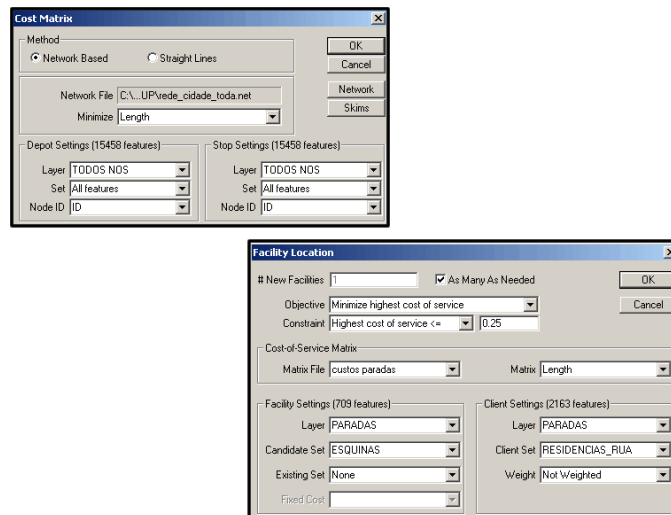 Cost Matrix
Method
Network Based Straight Lines
OK
Cancel
Network File C:\...UP\rede_cidade_toda.net
Network
Minimize Length
Skims
Depot Settings (15458 features) Stop Settings (15458 features)
Layer TODOS NOS Layer TODOS NOS
Set All features Set All features
Node ID ID Node ID ID
Facility Location
# New Facilities 1 As Many As Needed OK
Objective Minimize highest cost of service Cancel
Constraint Highest cost of service <= 0.25
Cost-of-Service Matrix
Matrix File custos paradas Matrix Length
Facility Settings (709 features) Client Settings (2163 features)
Layer PARADAS Layer PARADAS
Candidate Set ESQUINAS Client Set RESIDENCIAS_RUA
Existing Set None Weight Not Weighted
Fixed Cost